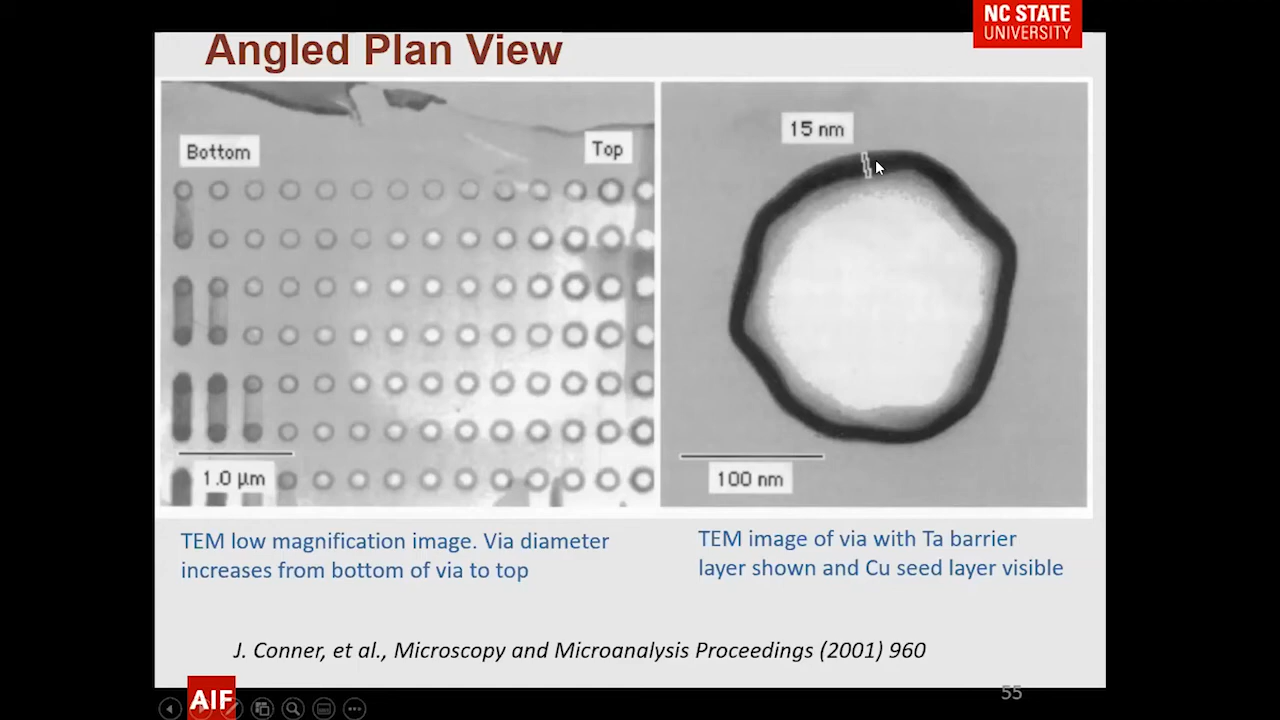 NC STATE
UNIVERSITY
Angled Plan View
Bottom
Top
1.0 µm
15 nm
100 nm
TEM low magnification image. Via diameter
increases from bottom of via to top
TEM image of via with Ta barrier
layer shown and Cu seed layer visible
J. Conner, et al., Microscopy and Microanalysis Proceedings (2001) 960
AIF
55